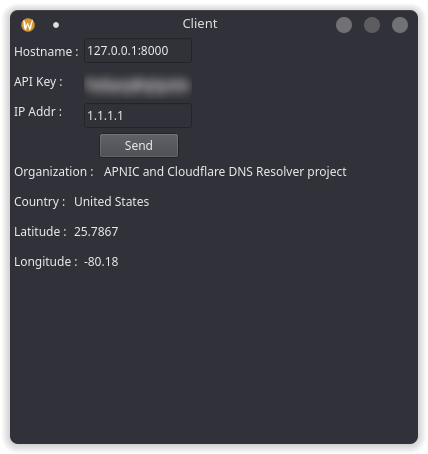 Client
Hostname : 127.0.0.1:8000
API Key :
IP Addr : 1.1.1.1
Send
Organization : APNIC and Cloudflare DNS Resolver project
Country : United States
Latitude : 25.7867
Longitude : -80.18